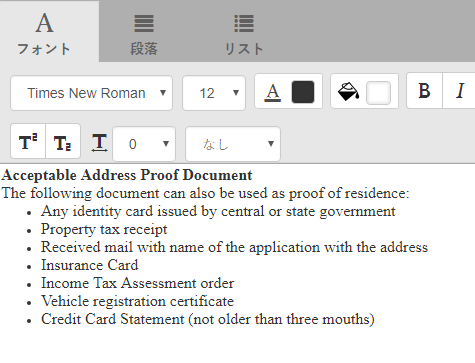 A
フォント 段落 リスト
Times New Roman 12 A B I
T² T₂ T 0 なし
Acceptable Address Proof Document
The following document can also be used as proof of residence:
• Any identity card issued by central or state government
• Property tax receipt
• Received mail with name of the application with the address
• Insurance Card
• Income Tax Assessment order
• Vehicle registration certificate
• Credit Card Statement (not older than three mouths)